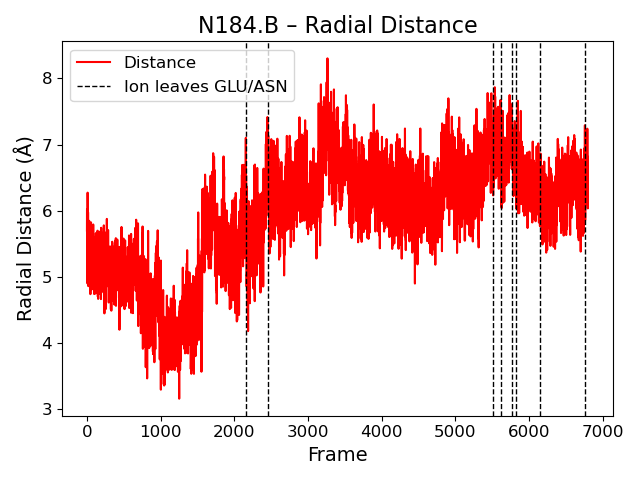 N184.B – Radial Distance
Distance
Ion leaves GLU/ASN
Radial Distance (Å)
8
7
6
5
4
3
0 1000 2000 3000 4000 5000 6000 7000
Frame